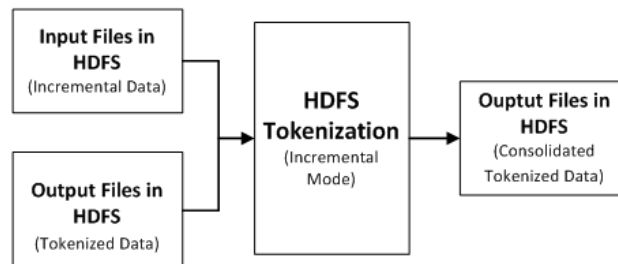 Input Files in
HDFS
(Incremental Data)
Output Files in
HDFS
(Tokenized Data)
HDFS
Tokenization
(Incremental
Mode)
Ouptut Files in
HDFS
(Consolidated
Tokenized Data)